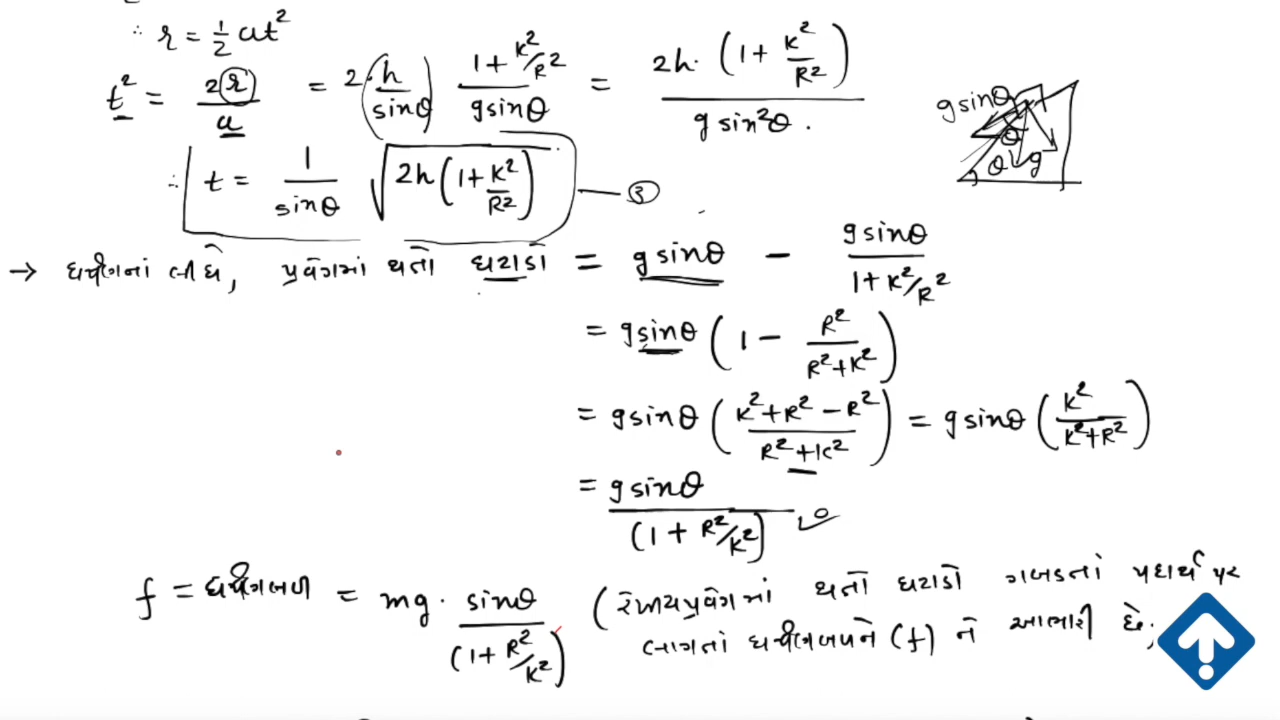 ∴ r = 1/2 at²
t² = 2r/a = 2·h/sinθ (1 + K²/R²)/(g sinθ) = 2h·(1 + K²/R²)/(g sin²θ).
∴ t = 1/sinθ √(2h(1 + K²/R²)) — ③
g sinθ θ θ g
→ ઘર્ષણનાં લીધે, પ્રવેગમાં થતો ઘટાડો = g sinθ − g sinθ/(1 + K²/R²)
= g sinθ (1 − R²/(R² + K²))
= g sinθ ((K² + R² − R²)/(R² + K²)) = g sinθ (K²/(K² + R²))
= g sinθ/(1 + R²/K²)
f = ઘર્ષણબળ = mg · sinθ/(1 + R²/K²) (રેખીયપ્રવેગમાં થતો ઘટાડો ગબડતાં પદાર્થ પર
લાગતાં ઘર્ષણબળને (f) ને આભારી છે;